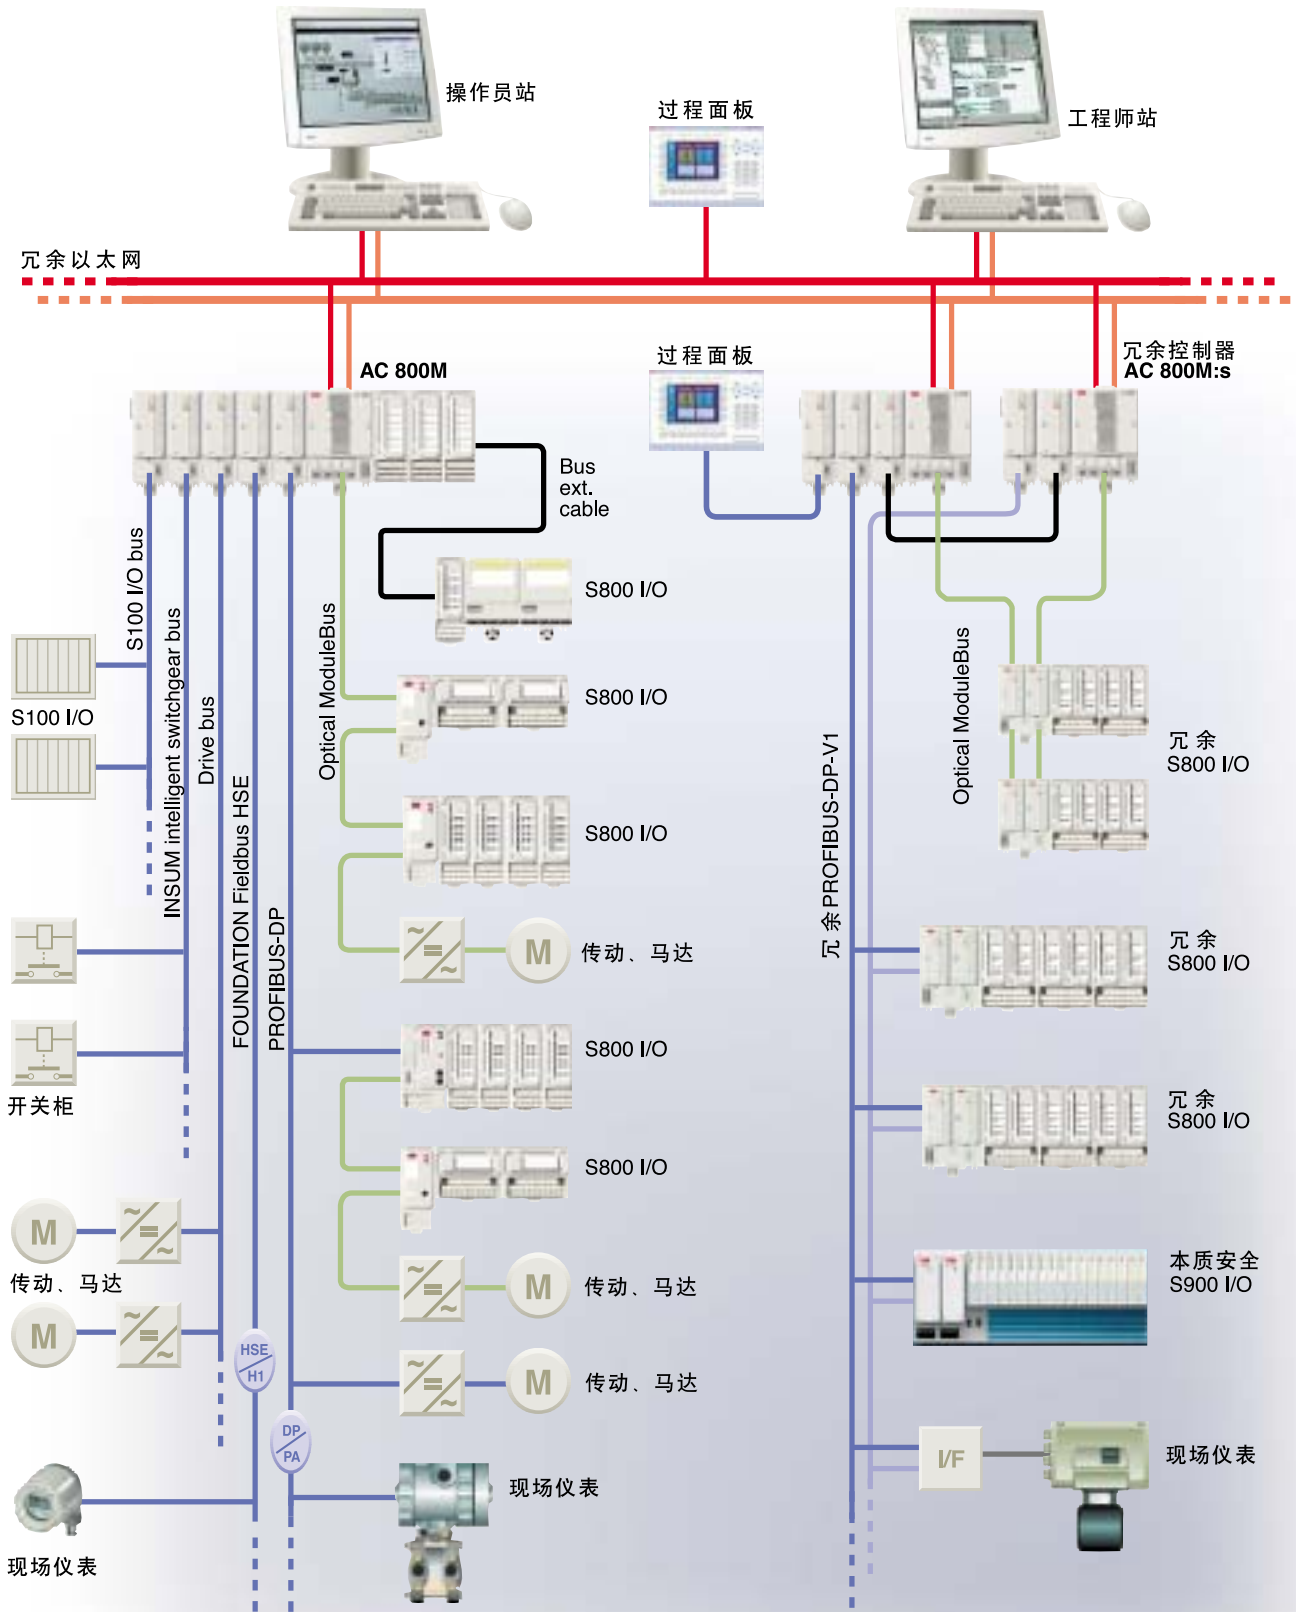 操作员站
过程面板
工程师站
冗余以太网
AC 800M
过程面板
冗余控制器
AC 800M:s
Bus
ext.
cable
S100 I/O bus
INSUM intelligent switchgear bus
Drive bus
FOUNDATION Fieldbus HSE
PROFIBUS-DP
Optical ModuleBus
S800 I/O
S800 I/O
S800 I/O
传动、马达
S800 I/O
S800 I/O
传动、马达
传动、马达
S100 I/O
开关柜
传动、马达
M
M
M
M
M
HSE
H1
DP
PA
现场仪表
现场仪表
冗余 PROFIBUS-DP-V1
Optical ModuleBus
冗余
S800 I/O
冗余
S800 I/O
冗余
S800 I/O
本质安全
S900 I/O
I/F
现场仪表